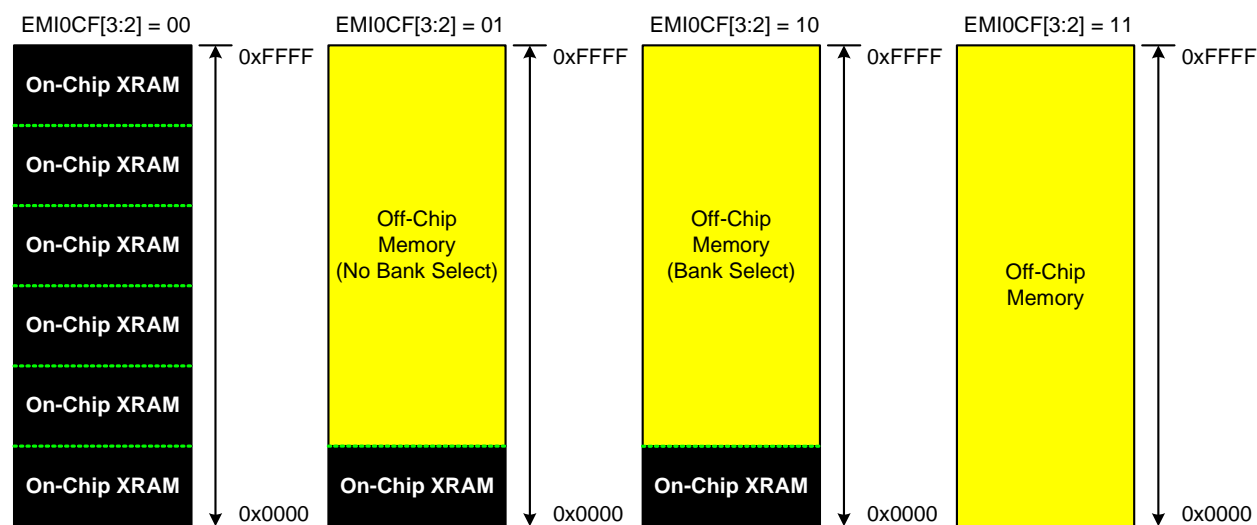 EMI0CF[3:2] = 00
0xFFFF
On-Chip XRAM
On-Chip XRAM
On-Chip XRAM
On-Chip XRAM
On-Chip XRAM
On-Chip XRAM
0x0000
EMI0CF[3:2] = 01
0xFFFF
Off-Chip
Memory
(No Bank Select)
On-Chip XRAM
0x0000
EMI0CF[3:2] = 10
0xFFFF
Off-Chip
Memory
(Bank Select)
On-Chip XRAM
0x0000
EMI0CF[3:2] = 11
0xFFFF
Off-Chip
Memory
0x0000